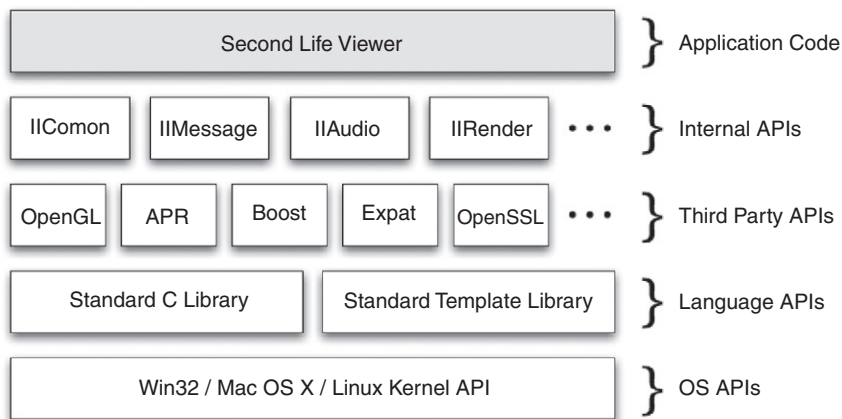 Second Life Viewer } Application Code
IIComon IIMessage IIAudio IIRender ••• } Internal APIs
OpenGL APR Boost Expat OpenSSL ••• } Third Party APIs
Standard C Library Standard Template Library } Language APIs
Win32 / Mac OS X / Linux Kernel API } OS APIs